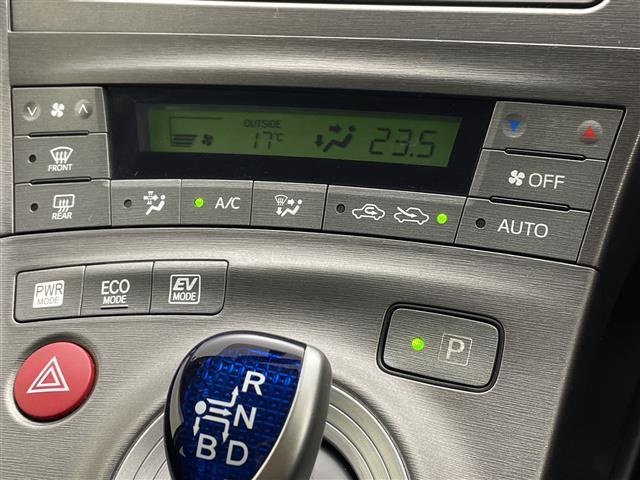 OUTSIDE
17°C 23.5
FRONT
OFF
REAR
A/C
AUTO
PWR MODE
ECO MODE
EV MODE
P
R
N
B D